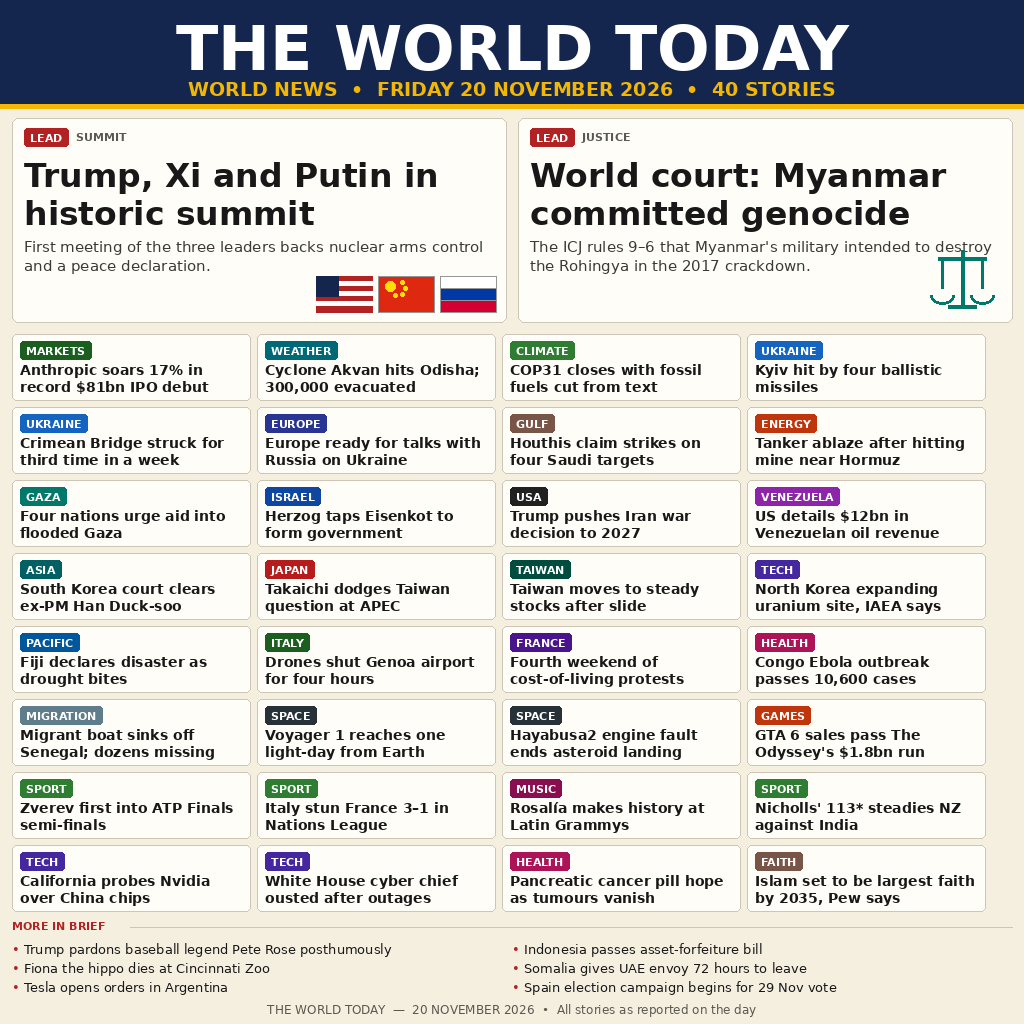 THE WORLD TODAY
WORLD NEWS • FRIDAY 20 NOVEMBER 2026 • 40 STORIES
LEAD SUMMIT
Trump, Xi and Putin in
historic summit
First meeting of the three leaders backs nuclear arms control
and a peace declaration.
LEAD JUSTICE
World court: Myanmar
committed genocide
The ICJ rules 9–6 that Myanmar's military intended to destroy
the Rohingya in the 2017 crackdown.
MARKETS
Anthropic soars 17% in
record $81bn IPO debut
WEATHER
Cyclone Akvan hits Odisha;
300,000 evacuated
CLIMATE
COP31 closes with fossil
fuels cut from text
UKRAINE
Kyiv hit by four ballistic
missiles
UKRAINE
Crimean Bridge struck for
third time in a week
EUROPE
Europe ready for talks with
Russia on Ukraine
GULF
Houthis claim strikes on
four Saudi targets
ENERGY
Tanker ablaze after hitting
mine near Hormuz
GAZA
Four nations urge aid into
flooded Gaza
ISRAEL
Herzog taps Eisenkot to
form government
USA
Trump pushes Iran war
decision to 2027
VENEZUELA
US details $12bn in
Venezuelan oil revenue
ASIA
South Korea court clears
ex-PM Han Duck-soo
JAPAN
Takaichi dodges Taiwan
question at APEC
TAIWAN
Taiwan moves to steady
stocks after slide
TECH
North Korea expanding
uranium site, IAEA says
PACIFIC
Fiji declares disaster as
drought bites
ITALY
Drones shut Genoa airport
for four hours
FRANCE
Fourth weekend of
cost-of-living protests
HEALTH
Congo Ebola outbreak
passes 10,600 cases
MIGRATION
Migrant boat sinks off
Senegal; dozens missing
SPACE
Voyager 1 reaches one
light-day from Earth
SPACE
Hayabusa2 engine fault
ends asteroid landing
GAMES
GTA 6 sales pass The
Odyssey's $1.8bn run
SPORT
Zverev first into ATP Finals
semi-finals
SPORT
Italy stun France 3–1 in
Nations League
MUSIC
Rosalía makes history at
Latin Grammys
SPORT
Nicholls' 113* steadies NZ
against India
TECH
California probes Nvidia
over China chips
TECH
White House cyber chief
ousted after outages
HEALTH
Pancreatic cancer pill hope
as tumours vanish
FAITH
Islam set to be largest faith
by 2035, Pew says
MORE IN BRIEF
• Trump pardons baseball legend Pete Rose posthumously
• Fiona the hippo dies at Cincinnati Zoo
• Tesla opens orders in Argentina
• Indonesia passes asset-forfeiture bill
• Somalia gives UAE envoy 72 hours to leave
• Spain election campaign begins for 29 Nov vote
THE WORLD TODAY — 20 NOVEMBER 2026 • All stories as reported on the day